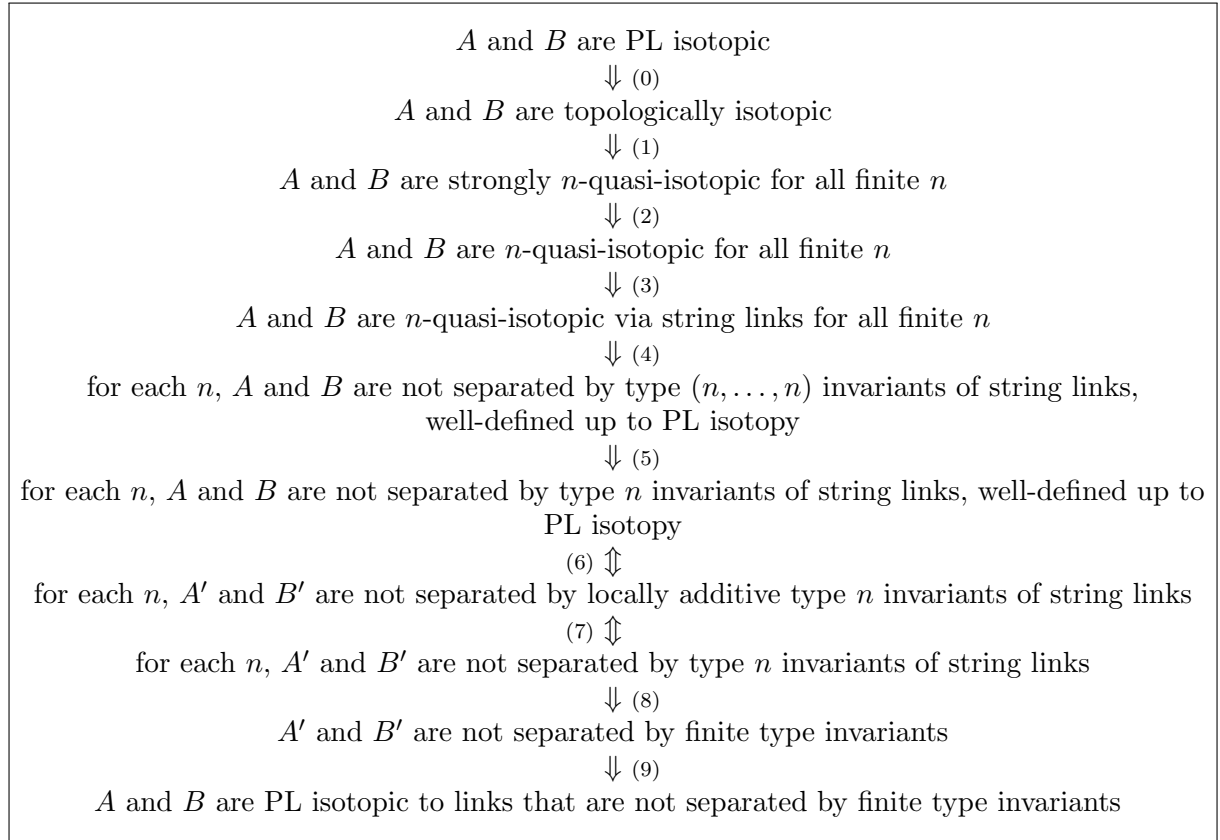 A and B are PL isotopic
⇓ (0)
A and B are topologically isotopic
⇓ (1)
A and B are strongly n-quasi-isotopic for all finite n
⇓ (2)
A and B are n-quasi-isotopic for all finite n
⇓ (3)
A and B are n-quasi-isotopic via string links for all finite n
⇓ (4)
for each n, A and B are not separated by type (n, . . . , n) invariants of string links,
well-defined up to PL isotopy
⇓ (5)
for each n, A and B are not separated by type n invariants of string links, well-defined up to
PL isotopy
(6) ⇕
for each n, A′ and B′ are not separated by locally additive type n invariants of string links
(7) ⇕
for each n, A′ and B′ are not separated by type n invariants of string links
⇓ (8)
A′ and B′ are not separated by finite type invariants
⇓ (9)
A and B are PL isotopic to links that are not separated by finite type invariants